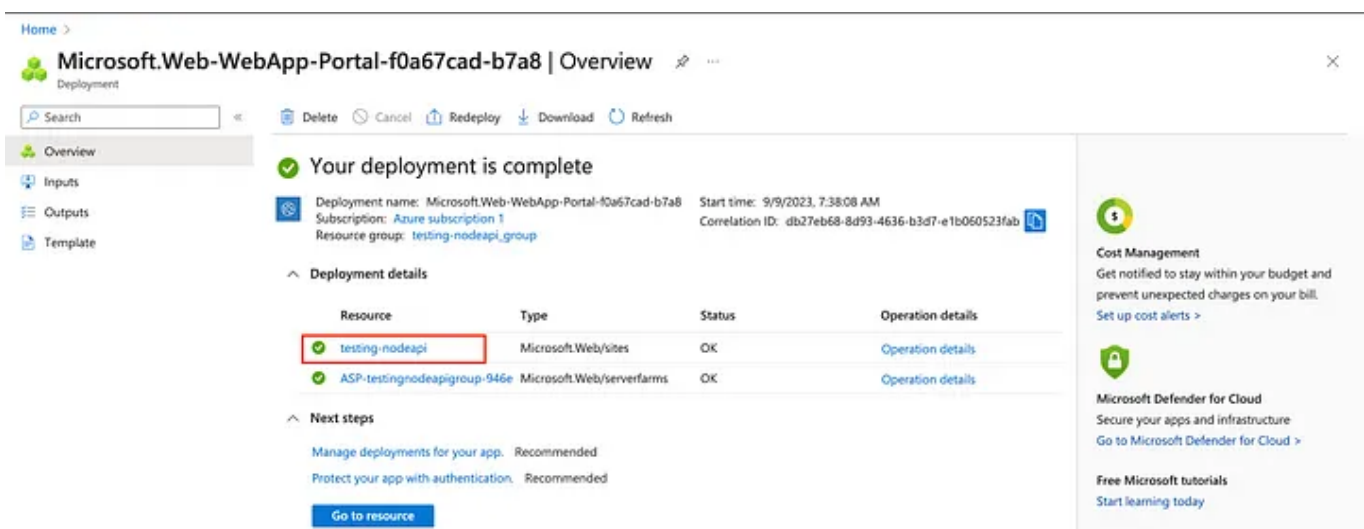 Home >
Microsoft.Web-WebApp-Portal-f0a67cad-b7a8 | Overview ...
Deployment
Search «
Delete Cancel Redeploy Download Refresh
Overview
Inputs
Outputs
Template
Your deployment is complete
Deployment name: Microsoft.Web-WebApp-Portal-f0a67cad-b7a8
Subscription: Azure subscription 1
Resource group: testing-nodeapi_group
Start time: 9/9/2023, 7:38:08 AM
Correlation ID: db27eb68-8d93-4636-b3d7-e1b060523fab
Deployment details
Resource Type Status Operation details
testing-nodeapi Microsoft.Web/sites OK Operation details
ASP-testingnodeapigroup-946e Microsoft.Web/serverfarms OK Operation details
Next steps
Manage deployments for your app. Recommended
Protect your app with authentication. Recommended
Go to resource
$
Cost Management
Get notified to stay within your budget and
prevent unexpected charges on your bill.
Set up cost alerts >
Microsoft Defender for Cloud
Secure your apps and infrastructure
Go to Microsoft Defender for Cloud >
Free Microsoft tutorials
Start learning today